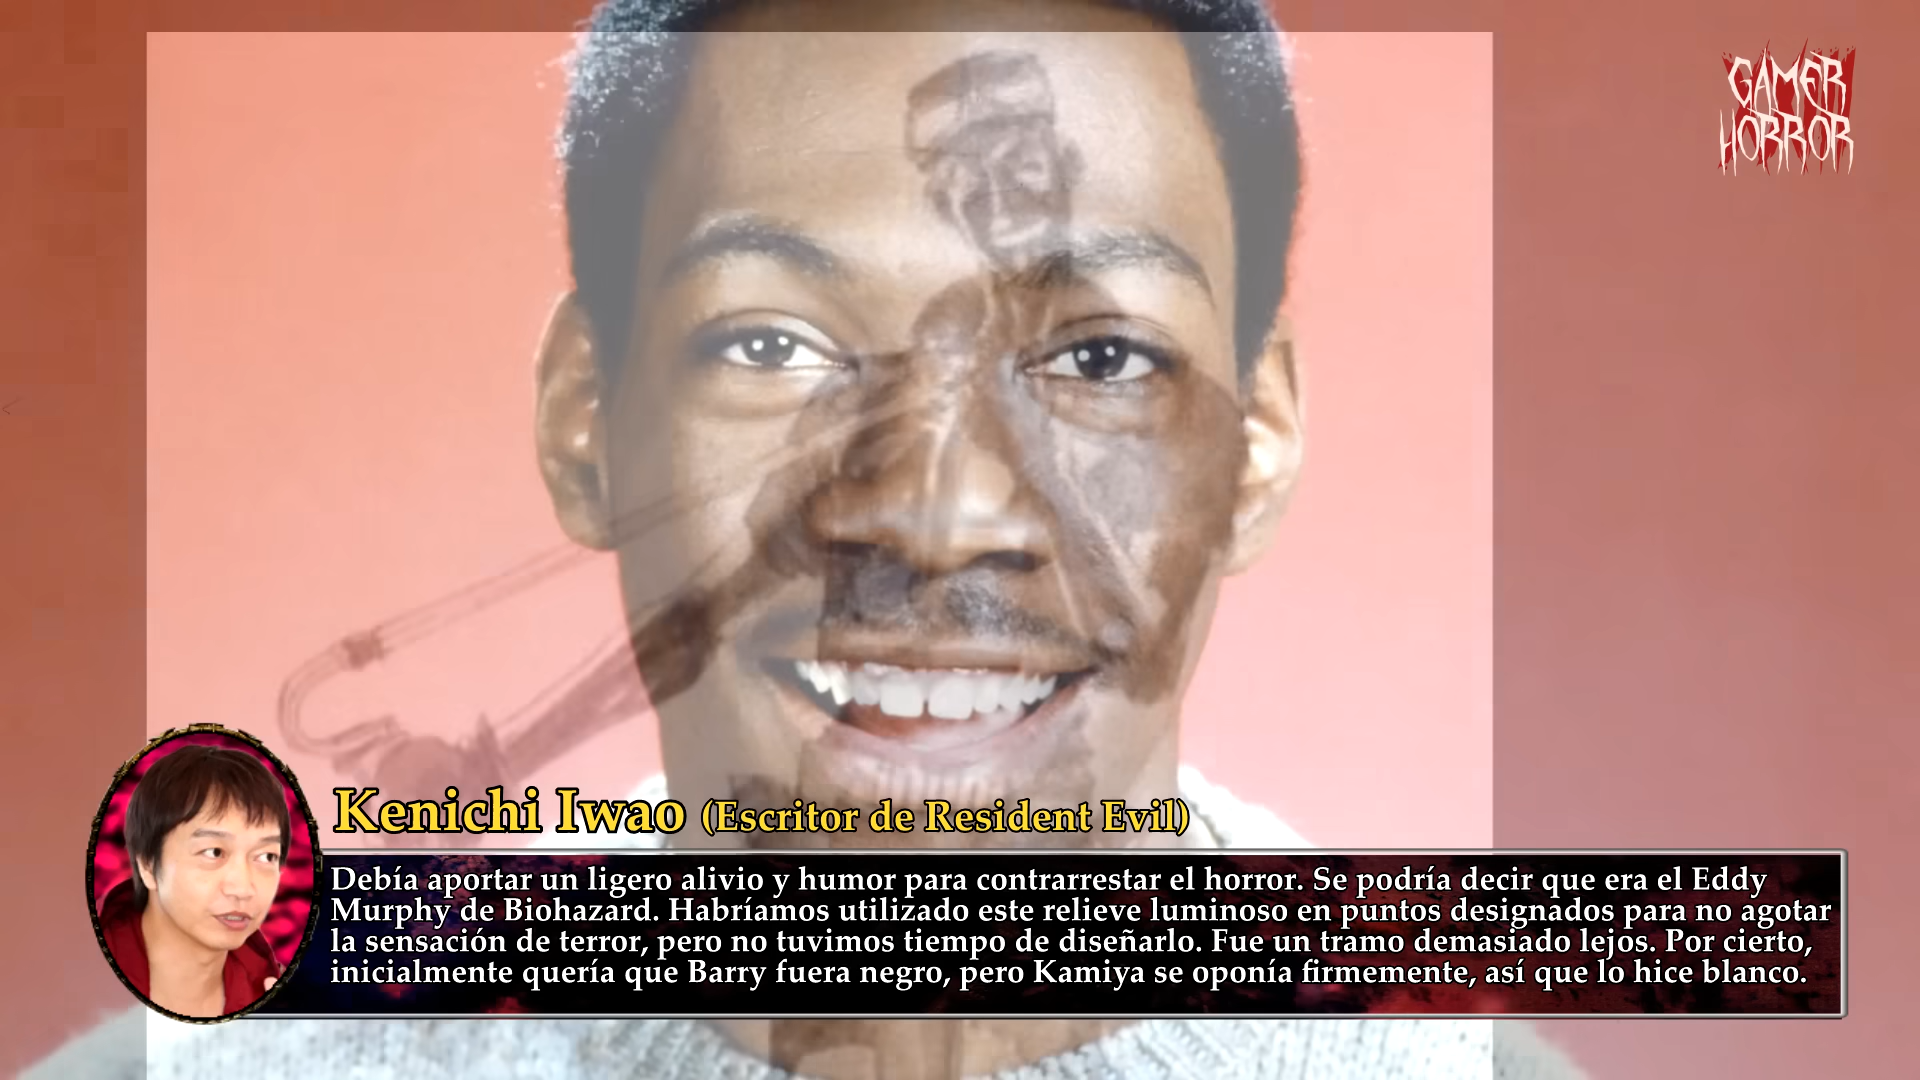 GAMER
HORROR
Kenichi Iwao (Escritor de Resident Evil)
Debía aportar un ligero alivio y humor para contrarrestar el horror. Se podría decir que era el Eddy
Murphy de Biohazard. Habríamos utilizado este relieve luminoso en puntos designados para no agotar
la sensación de terror, pero no tuvimos tiempo de diseñarlo. Fue un tramo demasiado lejos. Por cierto,
inicialmente quería que Barry fuera negro, pero Kamiya se oponía firmemente, así que lo hice blanco.